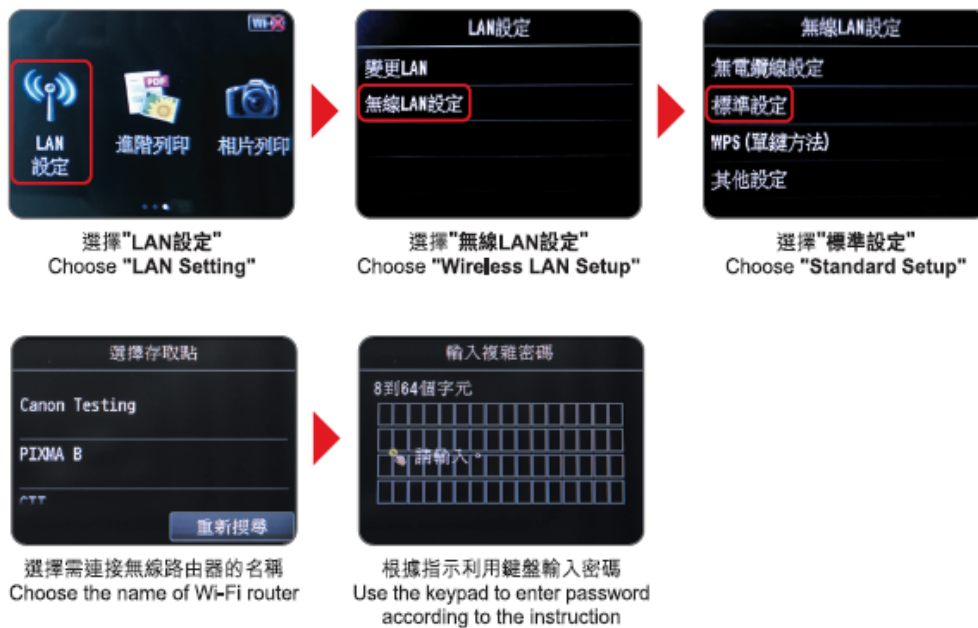 Wi-Fi
PDF
LAN
設定
進階列印
相片列印
選擇"LAN設定"
Choose "LAN Setting"
LAN設定
變更LAN
無線LAN設定
選擇"無線LAN設定"
Choose "Wireless LAN Setup"
無線LAN設定
無電纜線設定
標準設定
WPS(單鍵方法)
其他設定
選擇"標準設定"
Choose "Standard Setup"
選擇存取點
Canon Testing
PIXMA B
重新搜尋
選擇需連接無線路由器的名稱
Choose the name of Wi-Fi router
輸入複雜密碼
8到64個字元
請輸入。
根據指示利用鍵盤輸入密碼
Use the keypad to enter password
according to the instruction